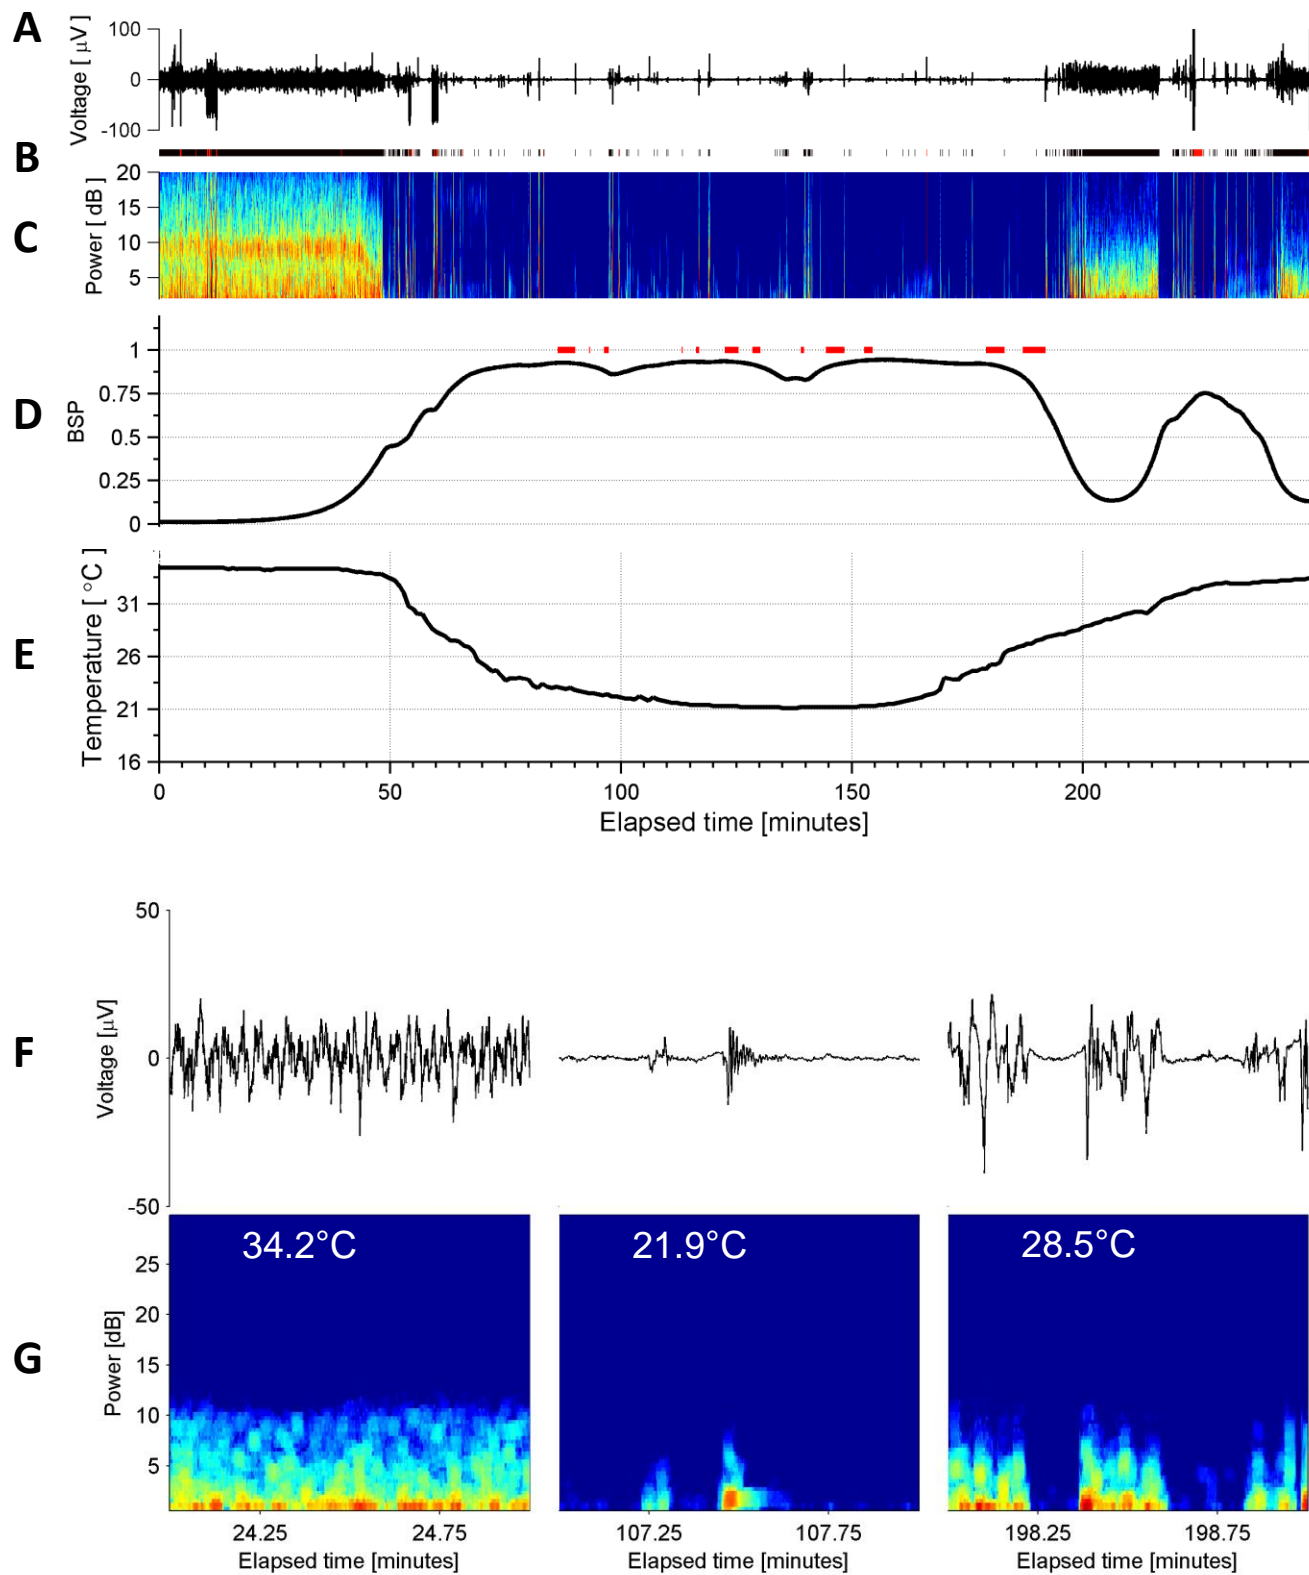 A
Voltage [ μV]
100
0
-100
B
C
Power [ dB]
20
15
10
5
D
BSP
1
0.75
0.5
0.25
0
E
Temperature [ °C ]
31
26
21
16
0 50 100 150 200
Elapsed time [minutes]
F
Voltage [μV]
50
0
-50
G
Power [dB]
34.2°C 21.9°C 28.5°C
25
20
15
10
5
24.25 24.75 107.25 107.75 198.25 198.75
Elapsed time [minutes] Elapsed time [minutes] Elapsed time [minutes]